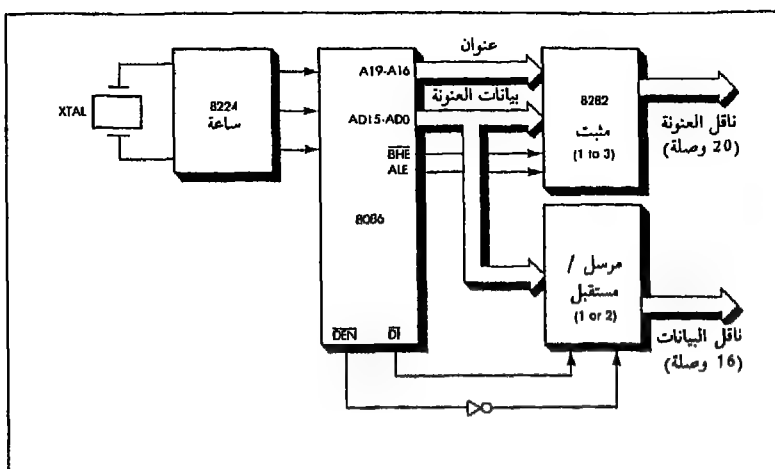 XTAL
8224
ساعة
A19-A16
AD15-AD0
BHE
ALE
8086
DEN
DT
عنوان
بيانات العنونة
8282
مثبت
(1 to 3)
ناقل العنونة
(20 وصلة)
مرسل /
مستقبل
(1 or 2)
ناقل البيانات
(16 وصلة)